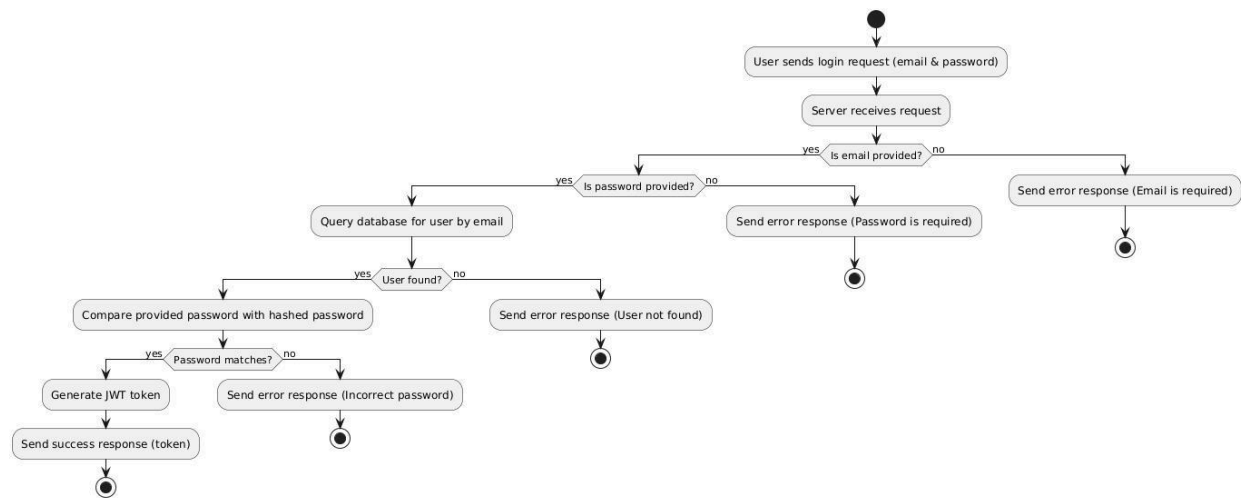 User sends login request (email & password)
Server receives request
yes
Is email provided?
no
yes
Is password provided?
no
Send error response (Email is required)
Query database for user by email
Send error response (Password is required)
yes
User found?
no
Compare provided password with hashed password
Send error response (User not found)
yes
Password matches?
no
Generate JWT token
Send error response (Incorrect password)
Send success response (token)